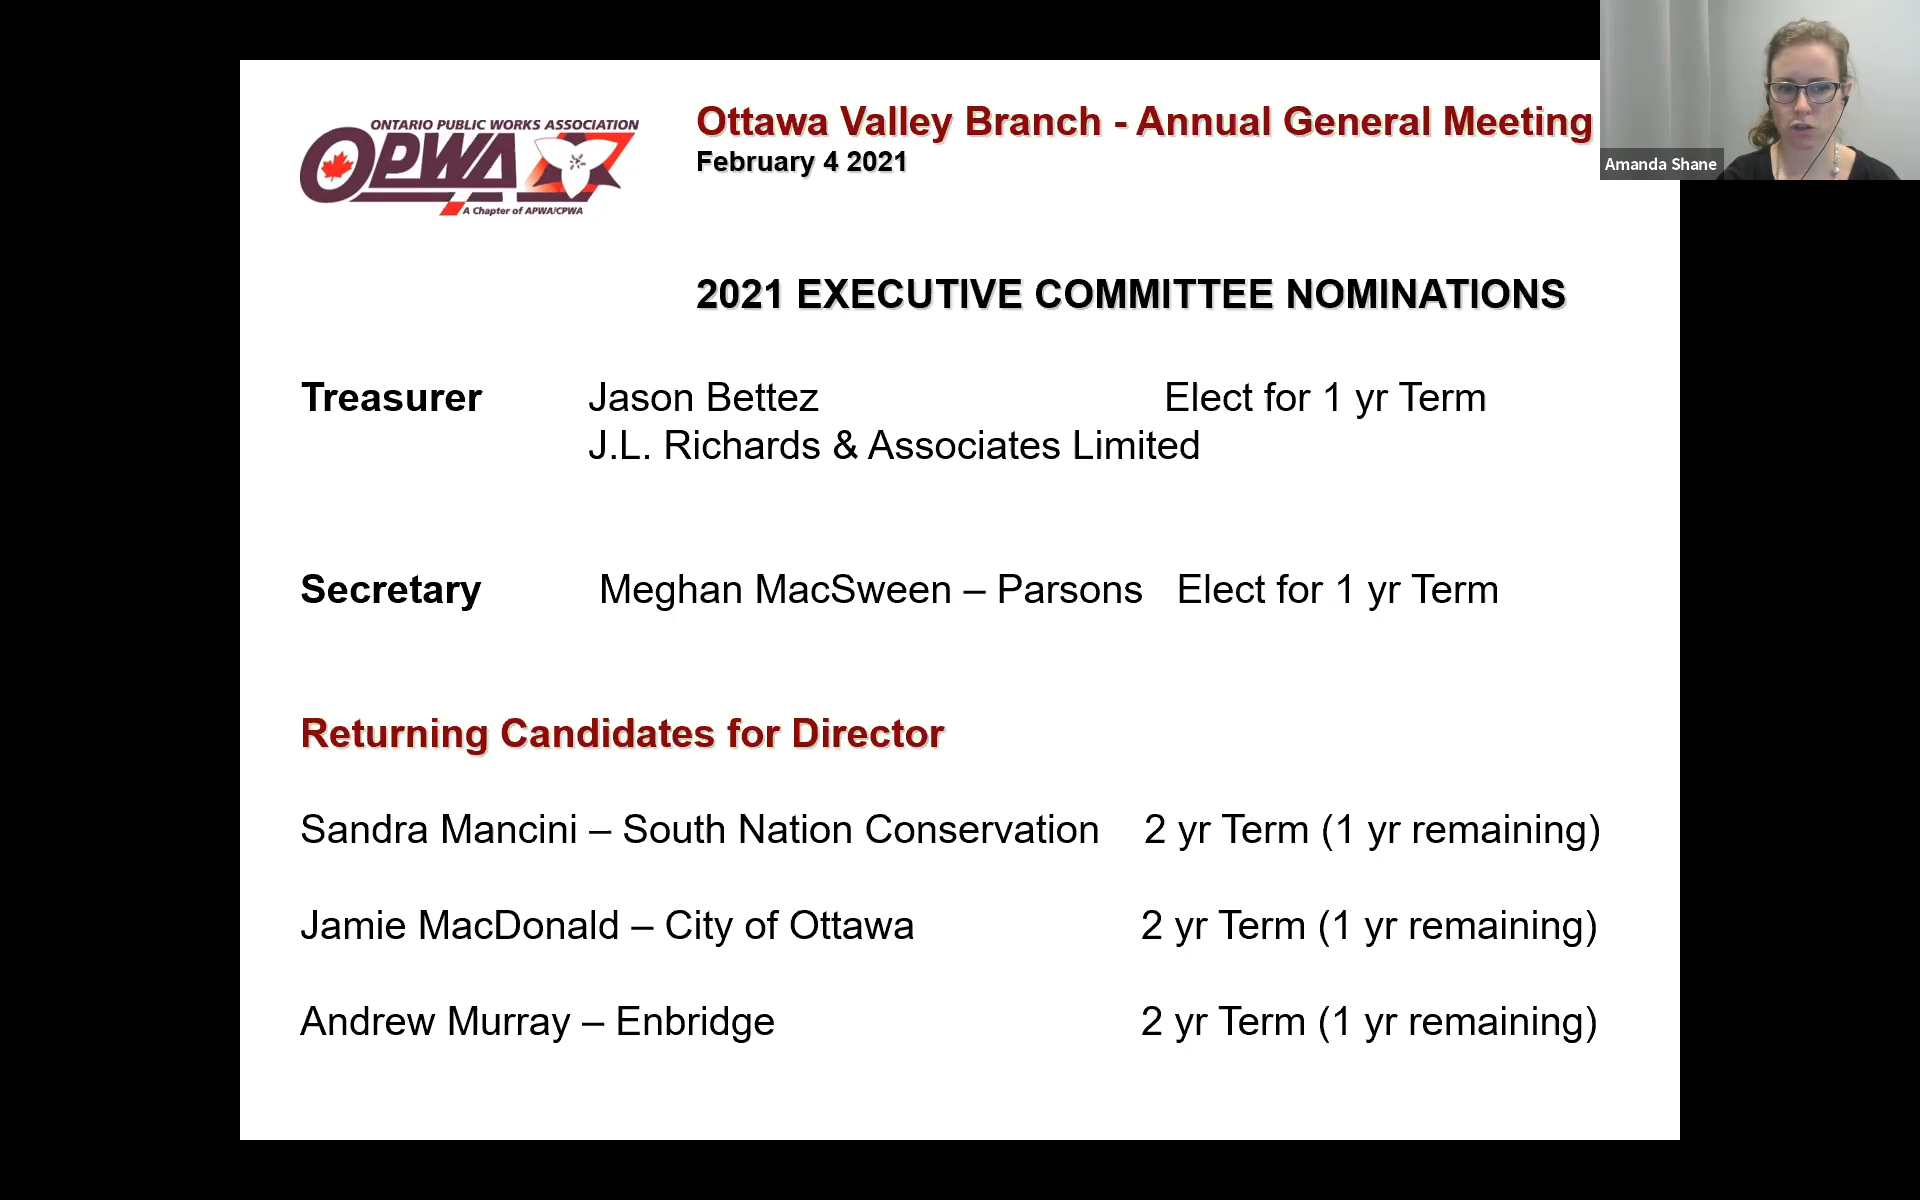 ONTARIO PUBLIC WORKS ASSOCIATION
OPWA
A Chapter of APWA/CPWA
Ottawa Valley Branch - Annual General Meeting
February 4 2021
Amanda Shane
2021 EXECUTIVE COMMITTEE NOMINATIONS
Treasurer Jason Bettez Elect for 1 yr Term
J.L. Richards & Associates Limited
Secretary Meghan MacSween – Parsons Elect for 1 yr Term
Returning Candidates for Director
Sandra Mancini – South Nation Conservation 2 yr Term (1 yr remaining)
Jamie MacDonald – City of Ottawa 2 yr Term (1 yr remaining)
Andrew Murray – Enbridge 2 yr Term (1 yr remaining)